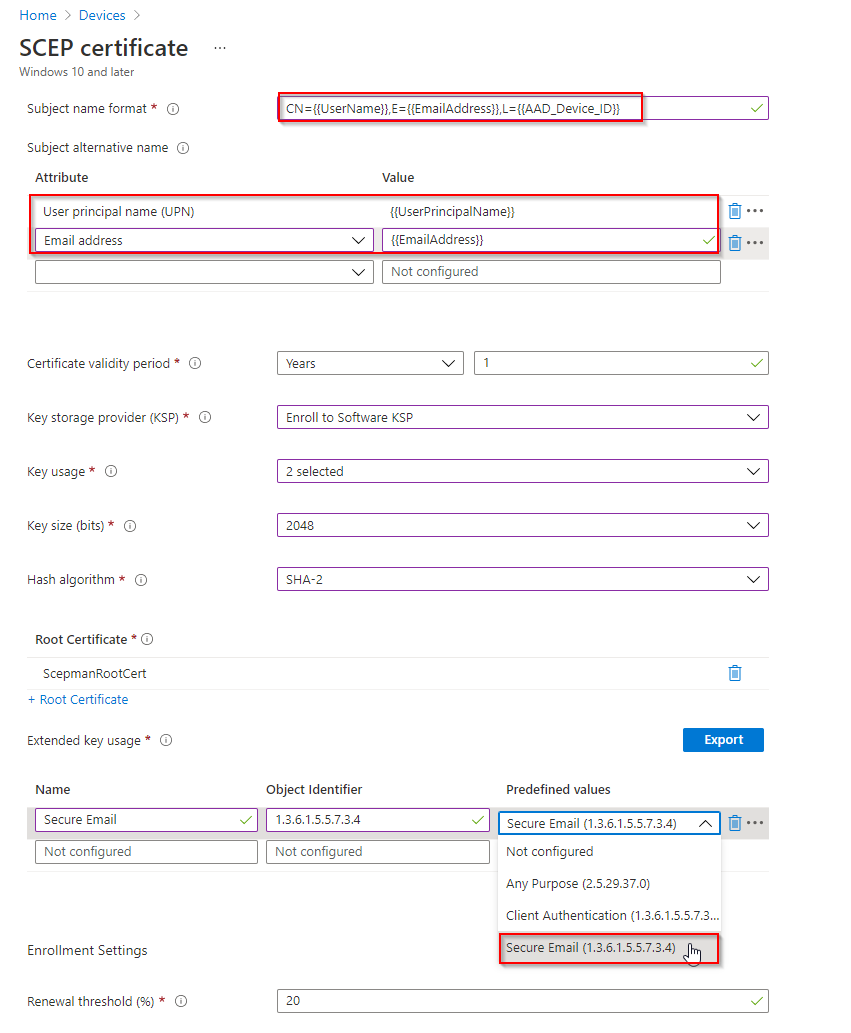 Home > Devices >
SCEP certificate ...
Windows 10 and later
Subject name format * CN={{UserName}},E={{EmailAddress}},L={{AAD_Device_ID}}
Subject alternative name
Attribute Value
User principal name (UPN) {{UserPrincipalName}}
Email address {{EmailAddress}}
Not configured
Certificate validity period * Years 1
Key storage provider (KSP) * Enroll to Software KSP
Key usage * 2 selected
Key size (bits) * 2048
Hash algorithm * SHA-2
Root Certificate *
ScepmanRootCert
+ Root Certificate
Extended key usage * Export
Name Object Identifier Predefined values
Secure Email 1.3.6.1.5.5.7.3.4 Secure Email (1.3.6.1.5.5.7.3.4)
Not configured Not configured Not configured
Any Purpose (2.5.29.37.0)
Client Authentication (1.3.6.1.5.5.7.3...
Secure Email (1.3.6.1.5.5.7.3.4)
Enrollment Settings
Renewal threshold (%) * 20